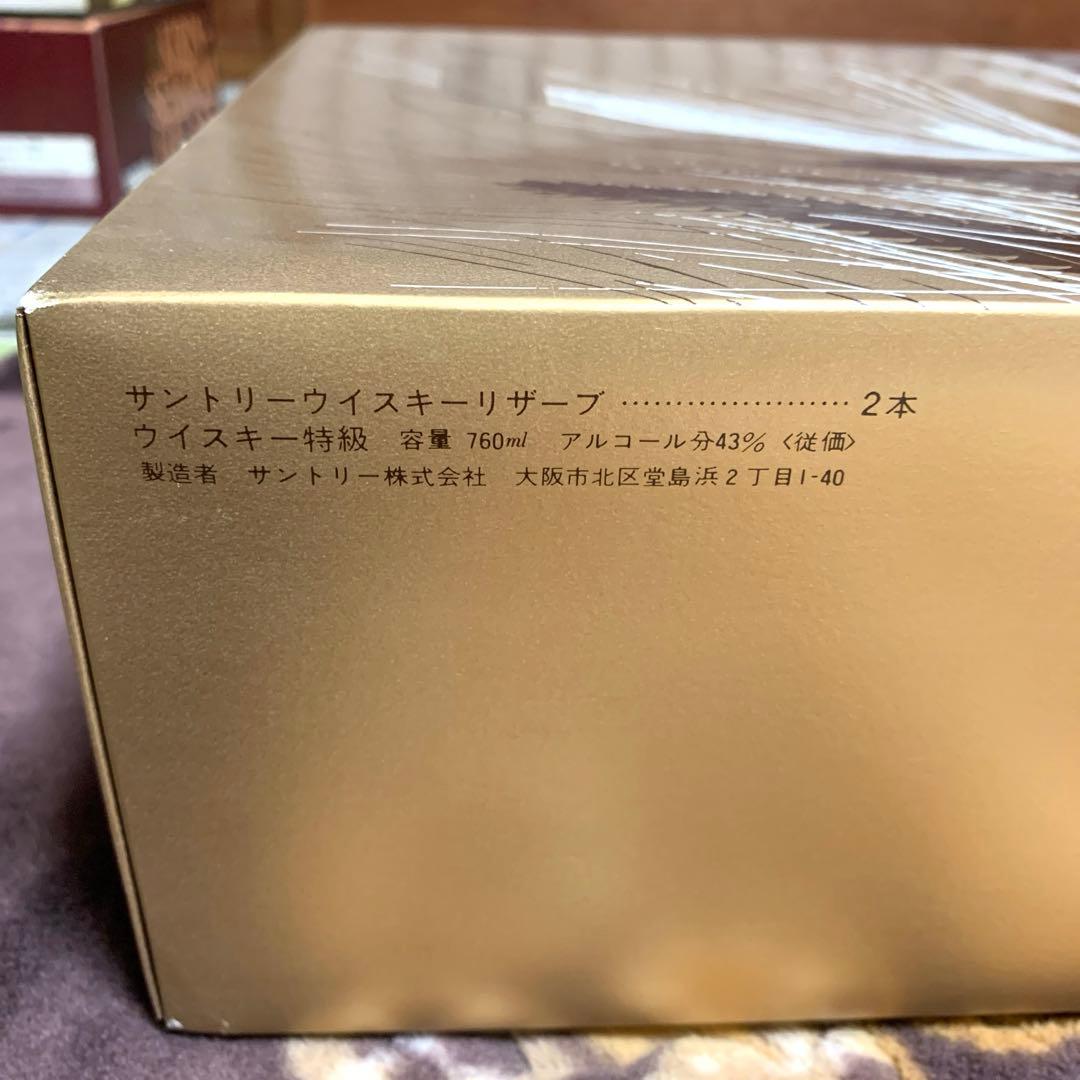 サントリーウイスキーリザーブ ………………… 2本
ウイスキー特級 容量 760ml アルコール分43% 〈従価〉
製造者 サントリー株式会社 大阪市北区堂島浜2丁目1-40